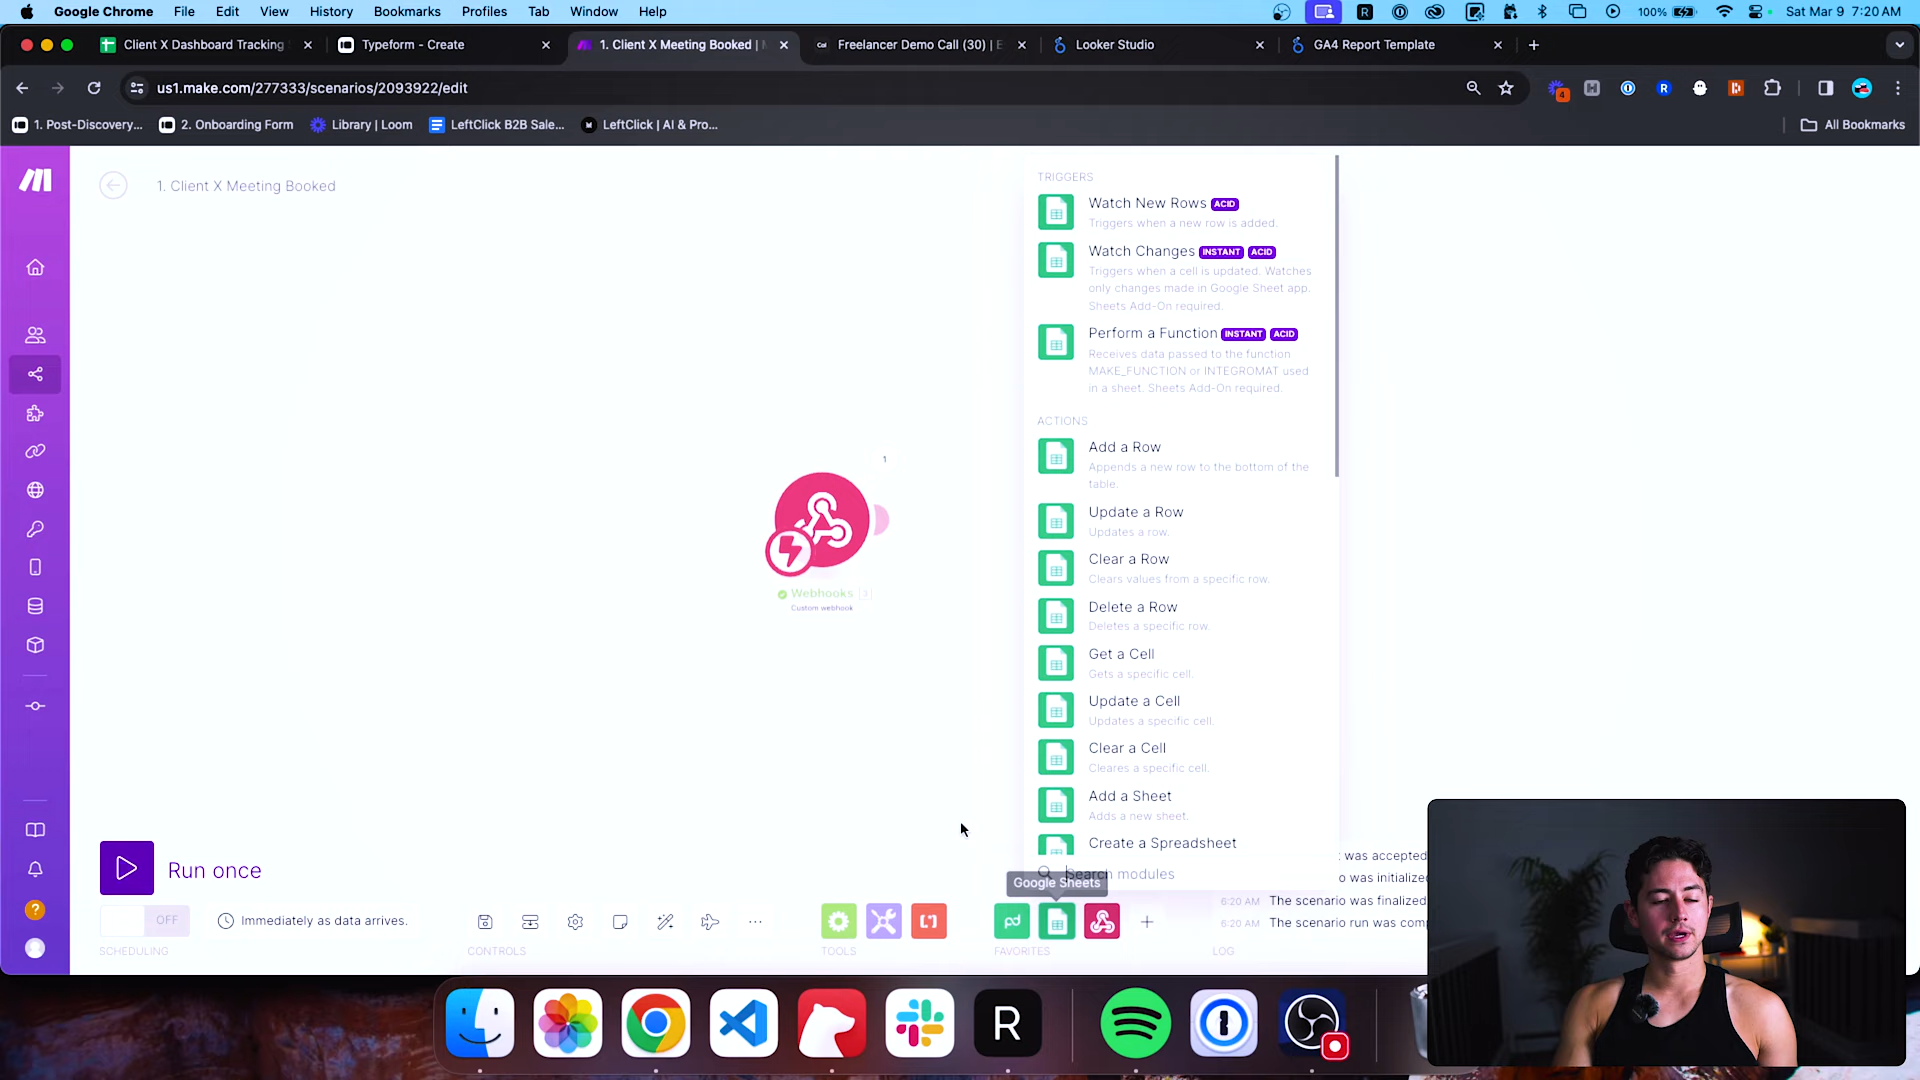 Google Chrome File Edit View History Bookmarks Profiles Tab Window Help
100% Sat Mar 9 7:20 AM
Client X Dashboard Tracking
Typeform - Create
1. Client X Meeting Booked |
Freelancer Demo Call (30) | E
Looker Studio
GA4 Report Template
us1.make.com/277333/scenarios/2093922/edit
4
1. Post-Discovery...
2. Onboarding Form
Library | Loom
LeftClick B2B Sale...
LeftClick | AI & Pro...
All Bookmarks
1. Client X Meeting Booked
TRIGGERS
Watch New Rows ACID
Triggers when a new row is added.
Watch Changes INSTANT ACID
Triggers when a cell is updated. Watches
only changes made in Google Sheet app.
Sheets Add-On required.
Perform a Function INSTANT ACID
Receives data passed to the function
MAKE_FUNCTION or INTEGROMAT used
in a sheet. Sheets Add-On required.
ACTIONS
Add a Row
Appends a new row to the bottom of the
table.
Update a Row
Updates a row.
Clear a Row
Clears values from a specific row.
Delete a Row
Deletes a specific row.
Get a Cell
Gets a specific cell.
Update a Cell
Updates a specific cell.
Clear a Cell
Cleares a specific cell.
Add a Sheet
Adds a new sheet.
Create a Spreadsheet
Search modules
Google Sheets
1
Webhooks 3
Custom webhook
Run once
OFF
Immediately as data arrives.
SCHEDULING
CONTROLS
TOOLS
FAVORITES
LOG
was accepted
o was initialized
6:20 AM The scenario was finalized
6:20 AM The scenario run was comp
pd
R